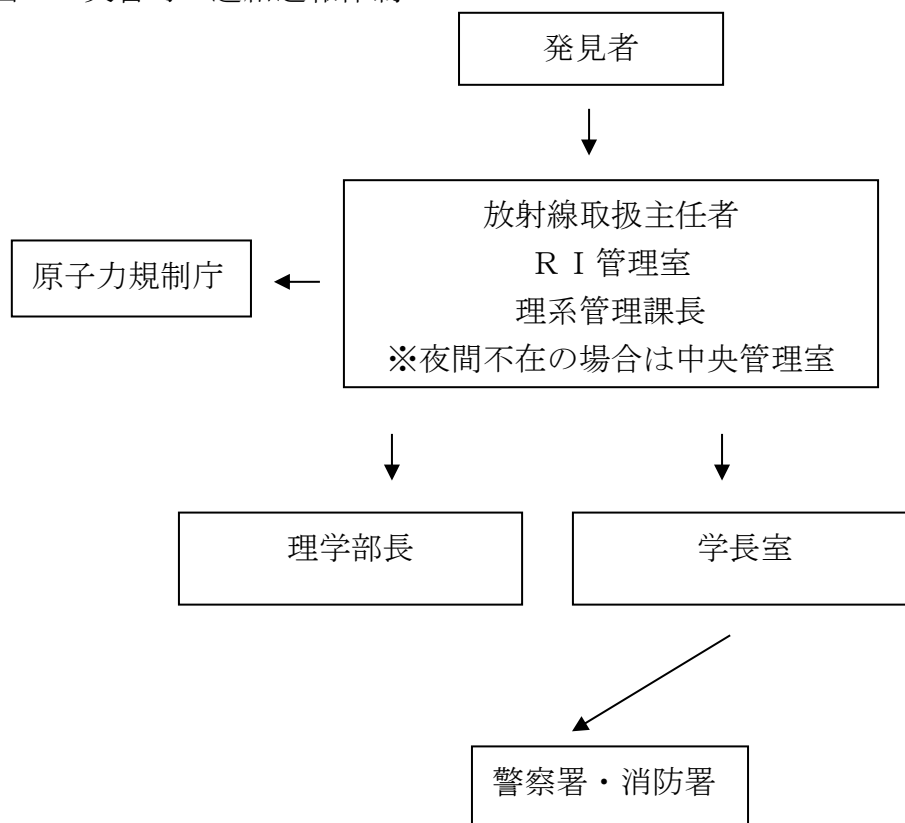 発見者
放射線取扱主任者
ＲＩ管理室
理系管理課長
※夜間不在の場合は中央管理室
原子力規制庁
理学部長
学長室
警察署・消防署